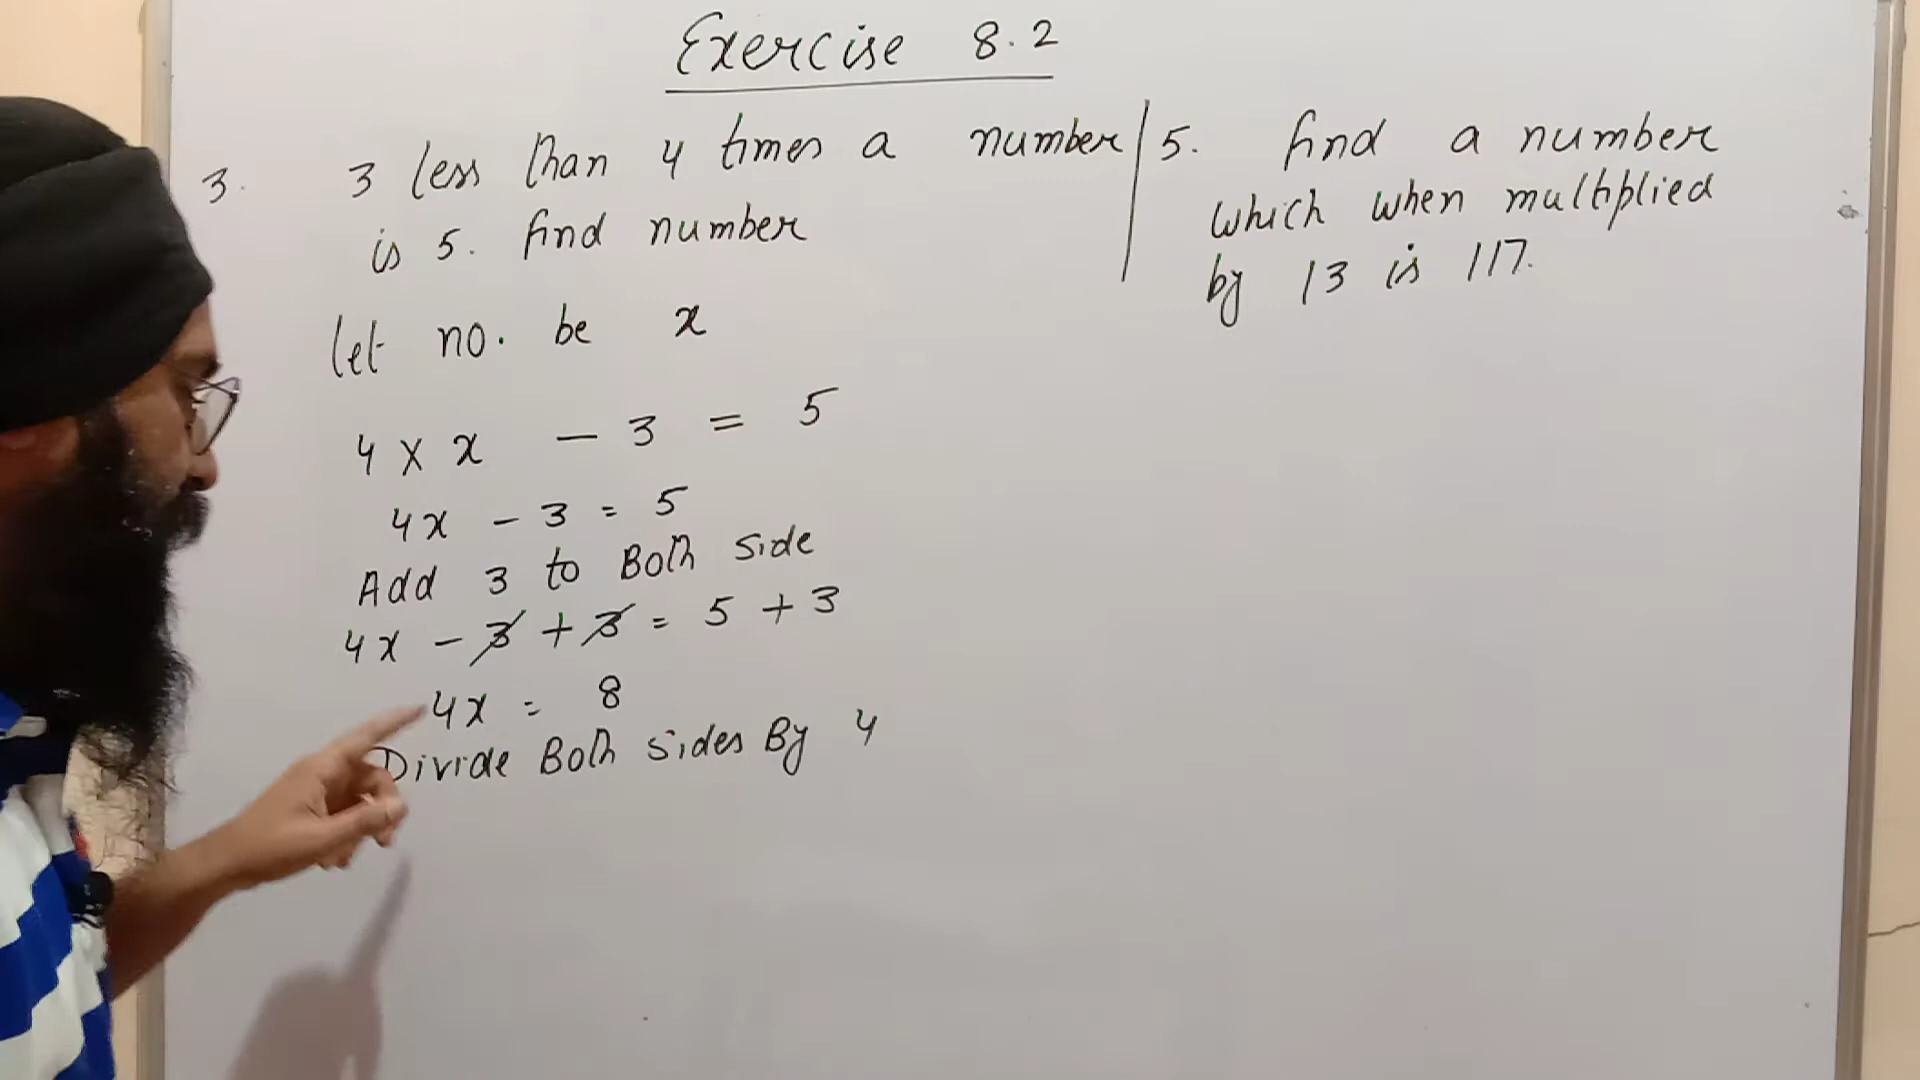 Exercise 8.2
3. 3 less than 4 times a number
is 5. find number
let no. be x
4 × x - 3 = 5
4x - 3 = 5
Add 3 to Both side
4x - 3 + 3 = 5 + 3
4x = 8
Divide Both sides By 4
5. find a number
which when multiplied
by 13 is 117.